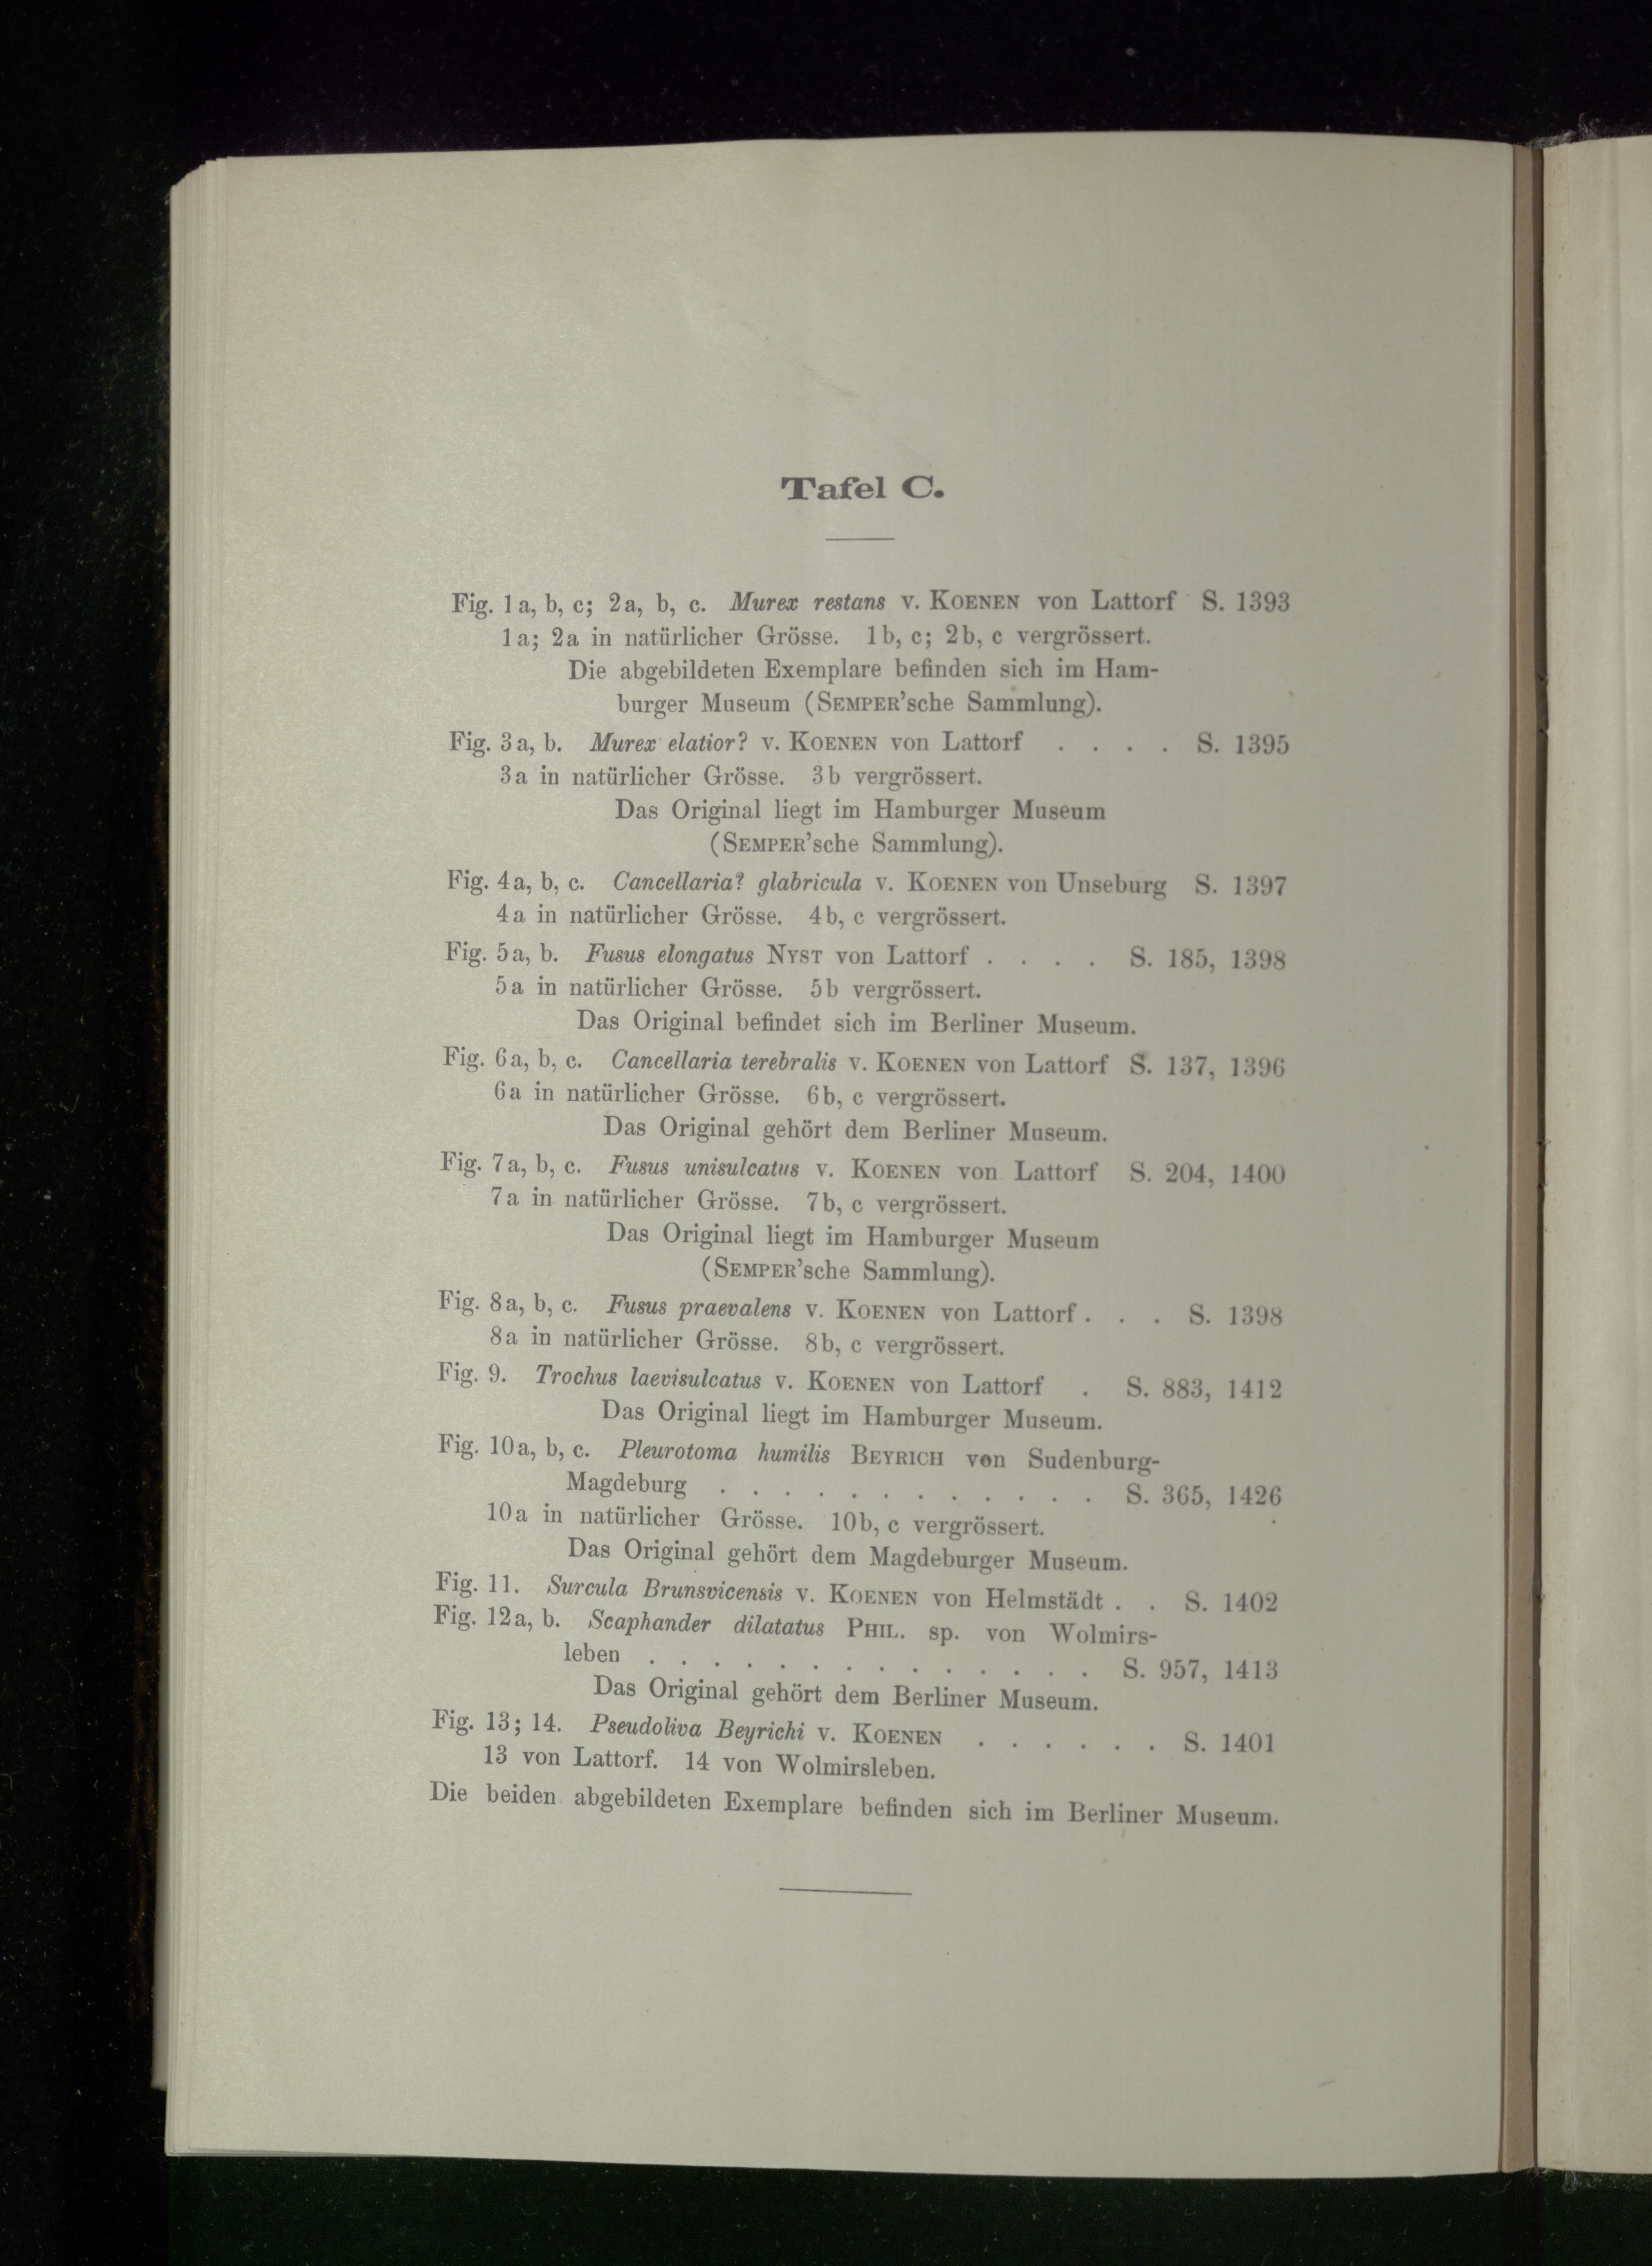 Tafel C.
Fig. 1a, b, c; 2a, b, c. Murex restans v. KOENEN von Lattorf S. 1393
1a; 2a in natürlicher Grösse. 1b, c; 2b, c vergrössert.
Die abgebildeten Exemplare befinden sich im Ham-
burger Museum (SEMPER'sche Sammlung).
Fig. 3a, b. Murex elatior? v. KOENEN von Lattorf . . . . S. 1395
3a in natürlicher Grösse. 3b vergrössert.
Das Original liegt im Hamburger Museum
(SEMPER'sche Sammlung).
Fig. 4a, b, c. Cancellaria? glabricula v. KOENEN von Unseburg S. 1397
4a in natürlicher Grösse. 4b, c vergrössert.
Fig. 5a, b. Fusus elongatus NYST von Lattorf . . . . S. 185, 1398
5a in natürlicher Grösse. 5b vergrössert.
Das Original befindet sich im Berliner Museum.
Fig. 6a, b, c. Cancellaria terebralis v. KOENEN von Lattorf S. 137, 1396
6a in natürlicher Grösse. 6b, c vergrössert.
Das Original gehört dem Berliner Museum.
Fig. 7a, b, c. Fusus unisulcatus v. KOENEN von Lattorf S. 204, 1400
7a in natürlicher Grösse. 7b, c vergrössert.
Das Original liegt im Hamburger Museum
(SEMPER'sche Sammlung).
Fig. 8a, b, c. Fusus praevalens v. KOENEN von Lattorf . . . S. 1398
8a in natürlicher Grösse. 8b, c vergrössert.
Fig. 9. Trochus laevisulcatus v. KOENEN von Lattorf . S. 883, 1412
Das Original liegt im Hamburger Museum.
Fig. 10a, b, c. Pleurotoma humilis BEYRICH von Sudenburg-
Magdeburg . . . . . . . . . . . . S. 365, 1426
10a in natürlicher Grösse. 10b, c vergrössert.
Das Original gehört dem Magdeburger Museum.
Fig. 11. Surcula Brunsvicensis v. KOENEN von Helmstädt . . S. 1402
Fig. 12a, b. Scaphander dilatatus PHIL. sp. von Wolmirs-
leben . . . . . . . . . . . . . . S. 957, 1413
Das Original gehört dem Berliner Museum.
Fig. 13; 14. Pseudoliva Beyrichi v. KOENEN . . . . . . S. 1401
13 von Lattorf. 14 von Wolmirsleben.
Die beiden abgebildeten Exemplare befinden sich im Berliner Museum.